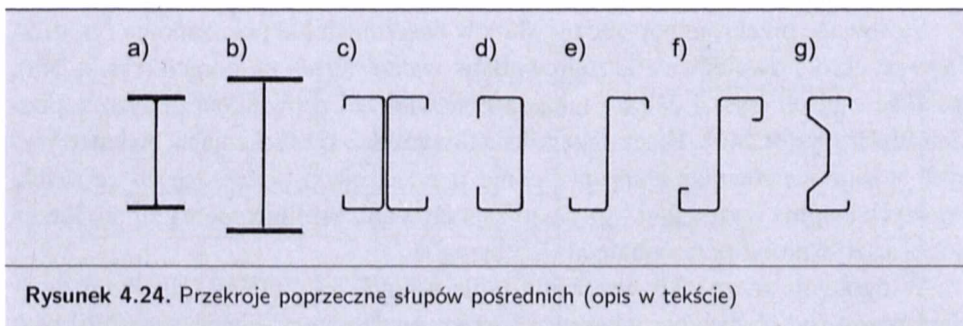 a) b) c) d) e) f) g)
Rysunek 4.24. Przekroje poprzeczne słupów pośrednich (opis w tekście)